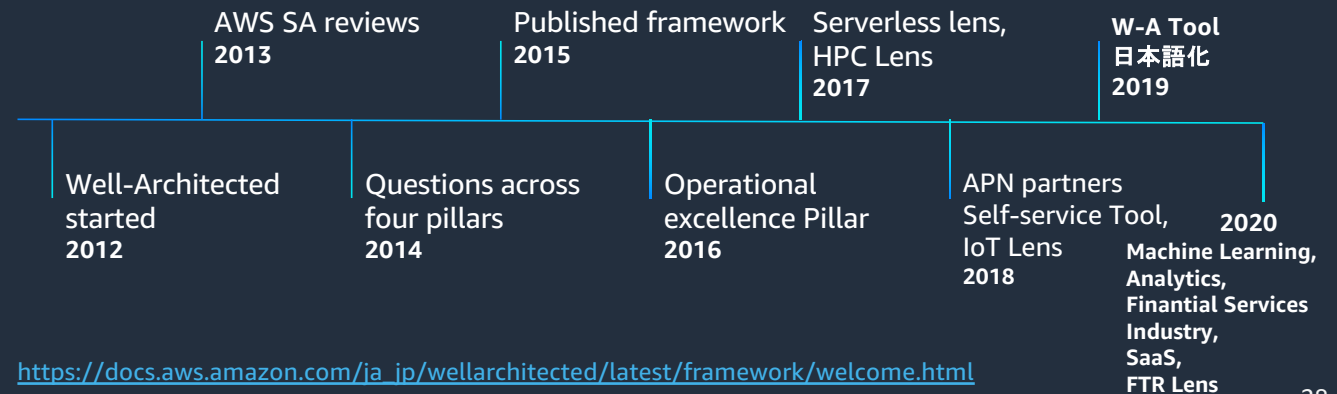 AWS SA reviews
2013
Published framework
2015
Serverless lens,
HPC Lens
2017
W-A Tool
日本語化
2019
Well-Architected
started
2012
Questions across
four pillars
2014
Operational
excellence Pillar
2016
APN partners
Self-service Tool,
IoT Lens
2018
2020
Machine Learning,
Analytics,
Finantial Services
Industry,
SaaS,
FTR Lens
https://docs.aws.amazon.com/ja_jp/wellarchitected/latest/framework/welcome.html